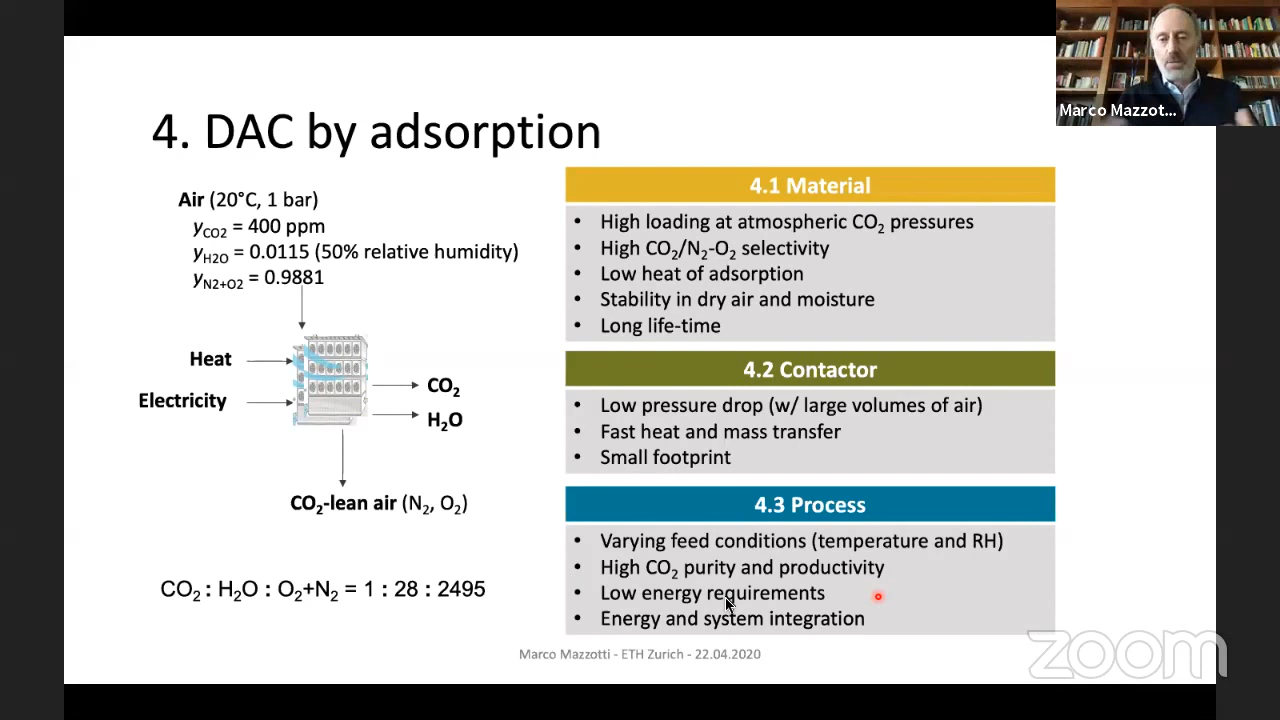 Marco Mazzot...
4. DAC by adsorption
Air (20°C, 1 bar)
yCO2 = 400 ppm
yH2O = 0.0115 (50% relative humidity)
yN2+O2 = 0.9881
Heat
Electricity
CO2
H2O
CO2-lean air (N2, O2)
CO2 : H2O : O2+N2 = 1 : 28 : 2495
4.1 Material
• High loading at atmospheric CO2 pressures
• High CO2/N2-O2 selectivity
• Low heat of adsorption
• Stability in dry air and moisture
• Long life-time
4.2 Contactor
• Low pressure drop (w/ large volumes of air)
• Fast heat and mass transfer
• Small footprint
4.3 Process
• Varying feed conditions (temperature and RH)
• High CO2 purity and productivity
• Low energy requirements
• Energy and system integration
Marco Mazzotti - ETH Zurich - 22.04.2020
zoom